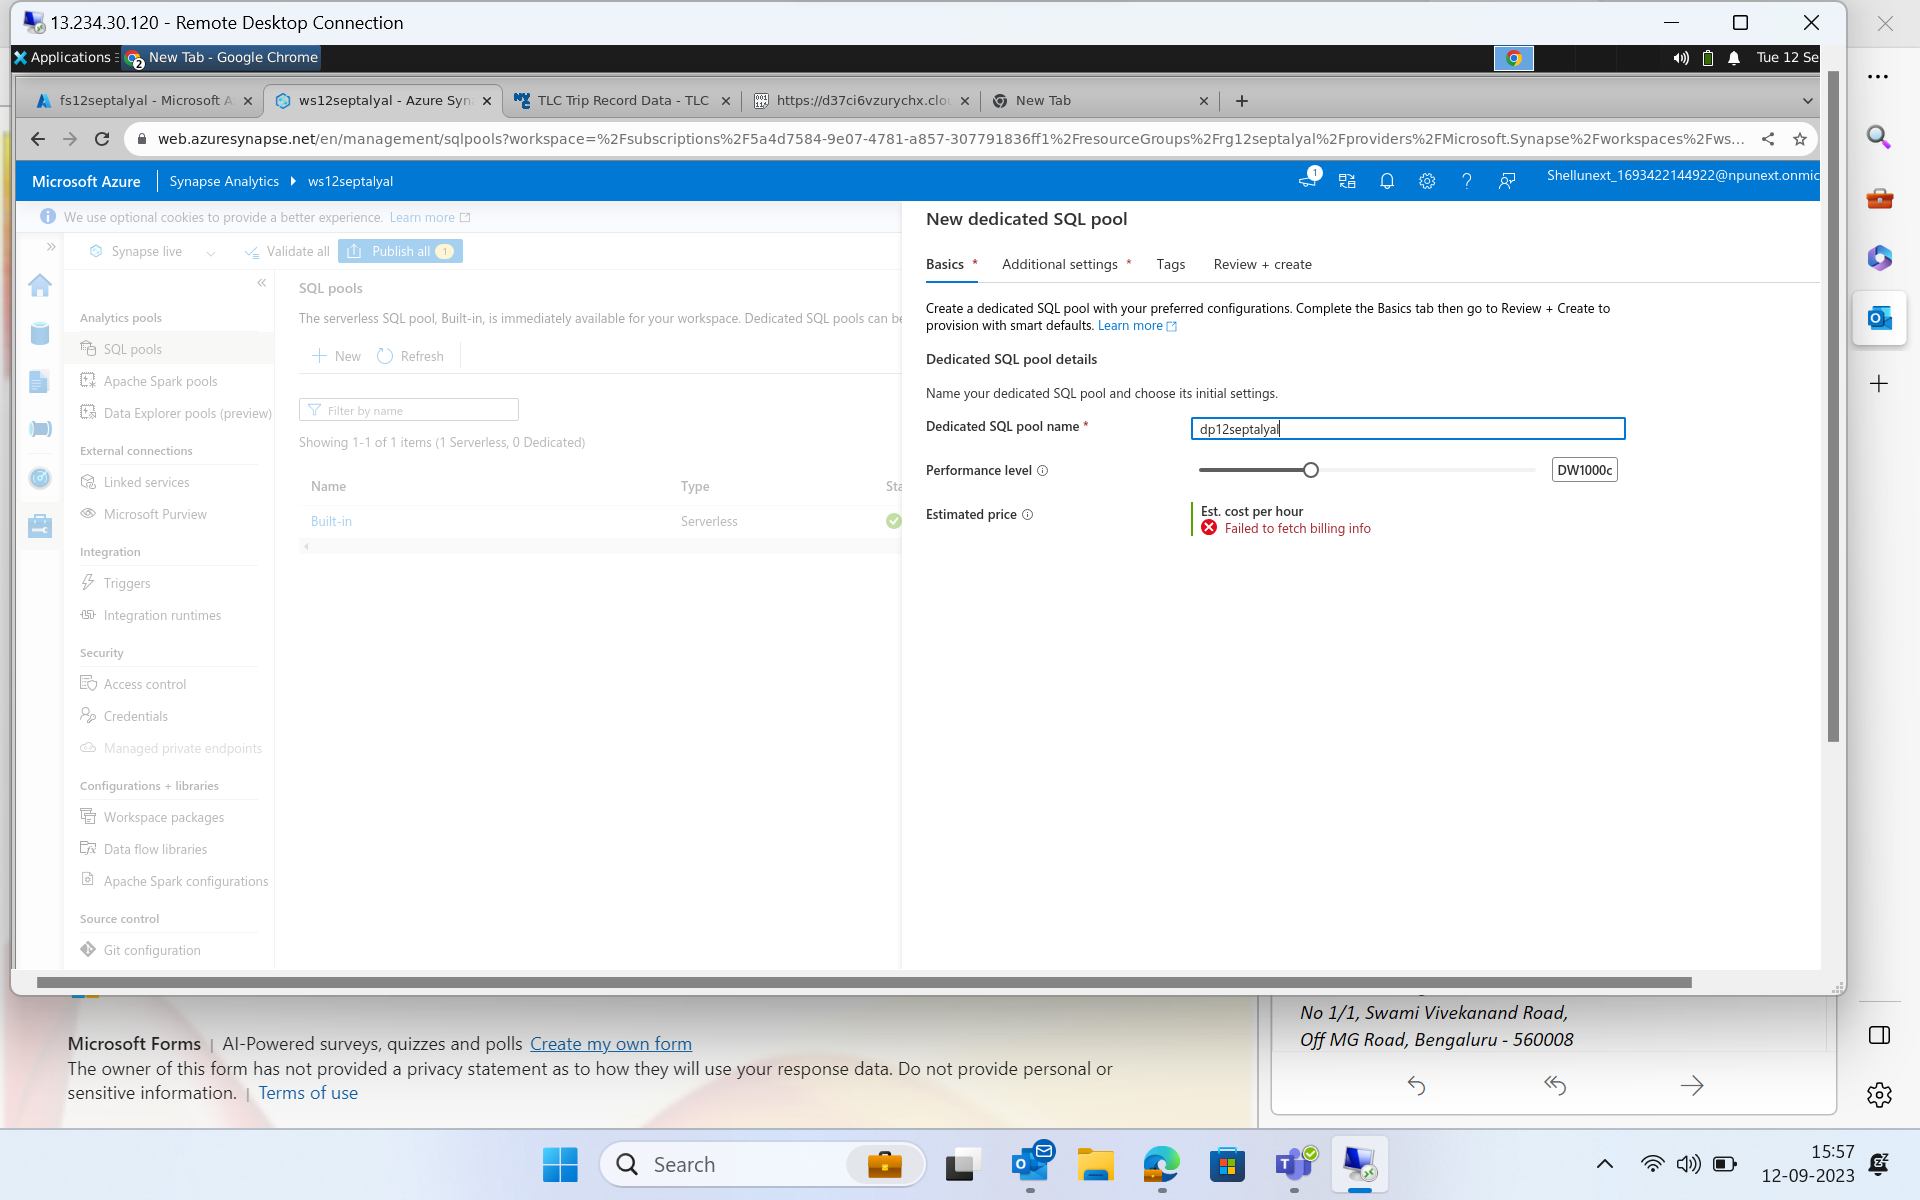 13.234.30.120 - Remote Desktop Connection
Applications
2
New Tab - Google Chrome
Tue 12 Se
fs12septalyal - Microsoft A
ws12septalyal - Azure Syn
TLC Trip Record Data - TLC
https://d37ci6vzurychx.clou
New Tab
web.azuresynapse.net/en/management/sqlpools?workspace=%2Fsubscriptions%2F5a4d7584-9e07-4781-a857-307791836ff1%2FresourceGroups%2Frg12septalyal%2Fproviders%2FMicrosoft.Synapse%2Fworkspaces%2Fws...
Microsoft Azure
Synapse Analytics
ws12septalyal
1
Shellunext_1693422144922@npunext.onmic
We use optional cookies to provide a better experience. Learn more
Synapse live
Validate all
Publish all 1
Analytics pools
SQL pools
Apache Spark pools
Data Explorer pools (preview)
External connections
Linked services
Microsoft Purview
Integration
Triggers
Integration runtimes
Security
Access control
Credentials
Managed private endpoints
Configurations + libraries
Workspace packages
Data flow libraries
Apache Spark configurations
Source control
Git configuration
SQL pools
The serverless SQL pool, Built-in, is immediately available for your workspace. Dedicated SQL pools can be
New
Refresh
Filter by name
Showing 1-1 of 1 items (1 Serverless, 0 Dedicated)
Name Type Sta
Built-in Serverless
New dedicated SQL pool
Basics * Additional settings * Tags Review + create
Create a dedicated SQL pool with your preferred configurations. Complete the Basics tab then go to Review + Create to
provision with smart defaults. Learn more
Dedicated SQL pool details
Name your dedicated SQL pool and choose its initial settings.
Dedicated SQL pool name * dp12septalyal
Performance level DW1000c
Estimated price
Est. cost per hour
Failed to fetch billing info
Microsoft Forms | AI-Powered surveys, quizzes and polls Create my own form
The owner of this form has not provided a privacy statement as to how they will use your response data. Do not provide personal or
sensitive information. | Terms of use
No 1/1, Swami Vivekanand Road,
Off MG Road, Bengaluru - 560008
Search
15:57
12-09-2023